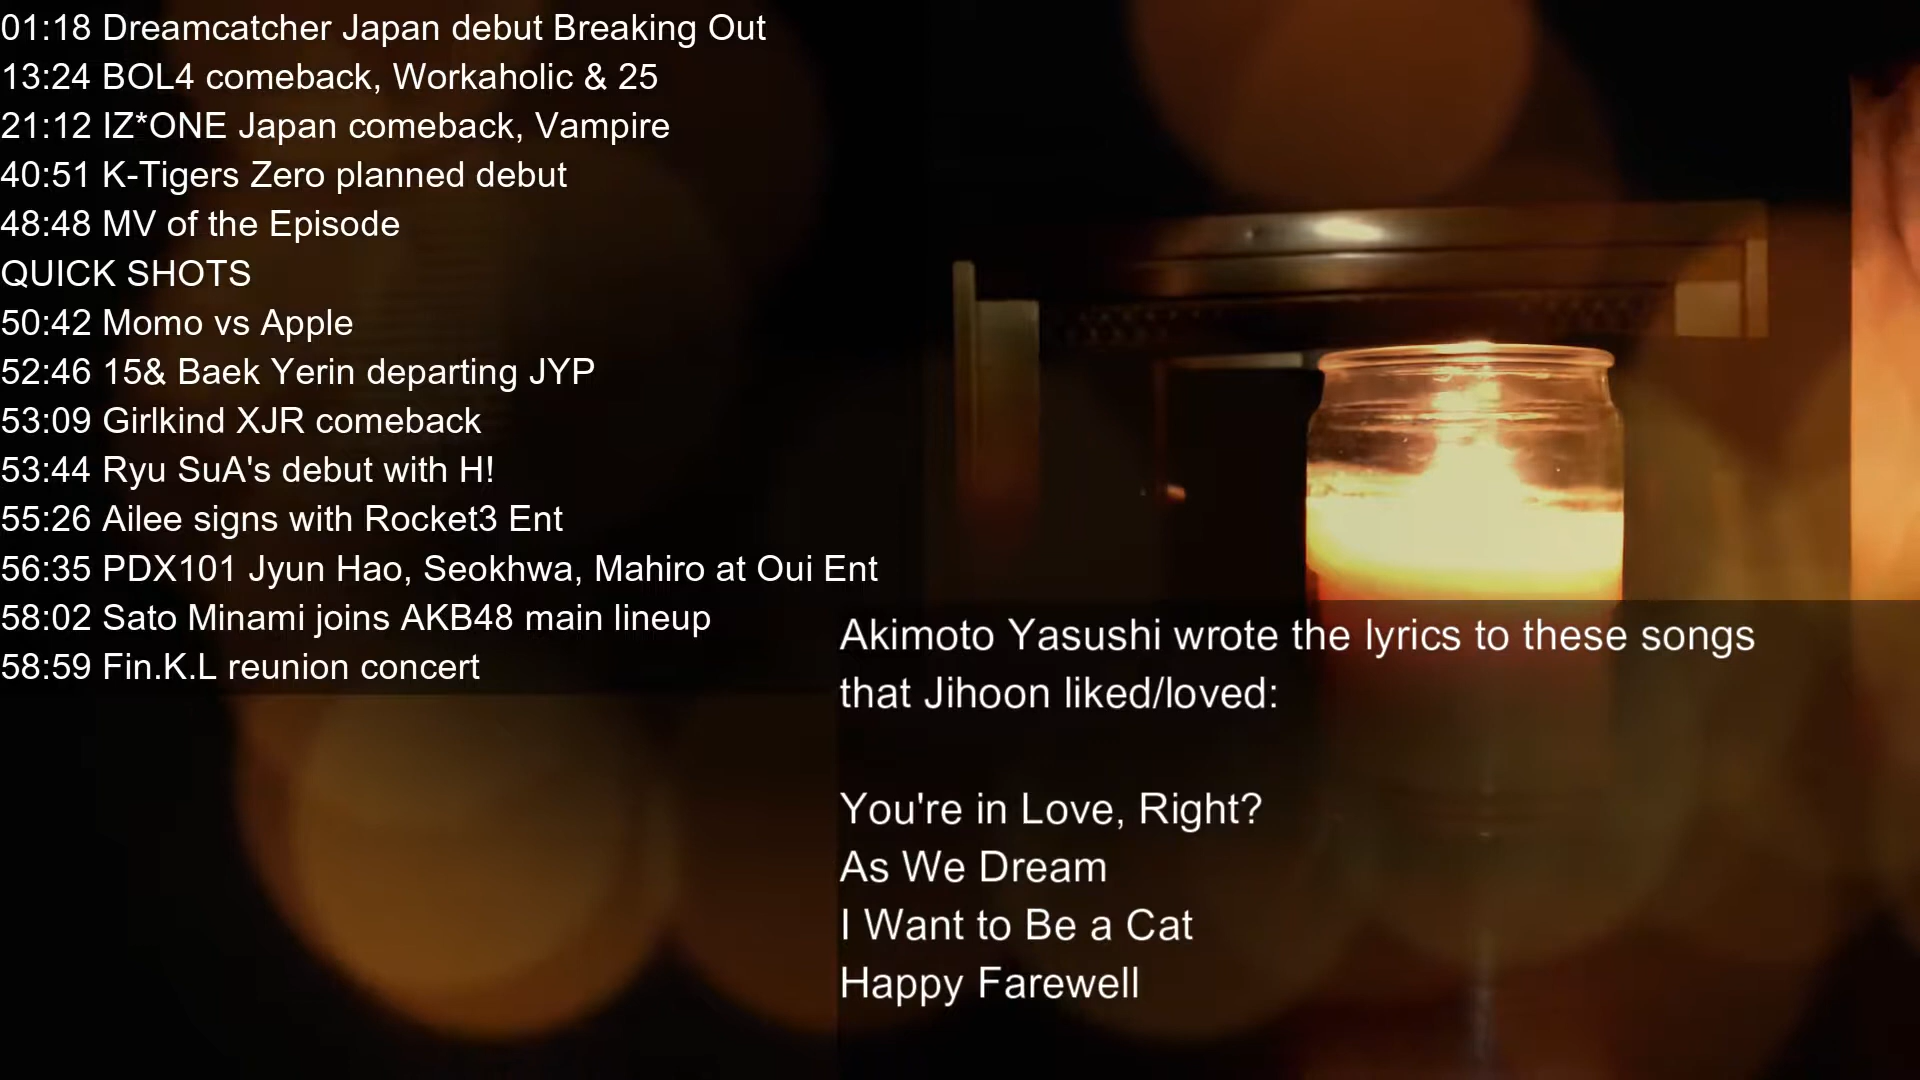 01:18 Dreamcatcher Japan debut Breaking Out
13:24 BOL4 comeback, Workaholic & 25
21:12 IZ*ONE Japan comeback, Vampire
40:51 K-Tigers Zero planned debut
48:48 MV of the Episode
QUICK SHOTS
50:42 Momo vs Apple
52:46 15& Baek Yerin departing JYP
53:09 Girlkind XJR comeback
53:44 Ryu SuA's debut with H!
55:26 Ailee signs with Rocket3 Ent
56:35 PDX101 Jyun Hao, Seokhwa, Mahiro at Oui Ent
58:02 Sato Minami joins AKB48 main lineup
58:59 Fin.K.L reunion concert
Akimoto Yasushi wrote the lyrics to these songs
that Jihoon liked/loved:
You're in Love, Right?
As We Dream
I Want to Be a Cat
Happy Farewell